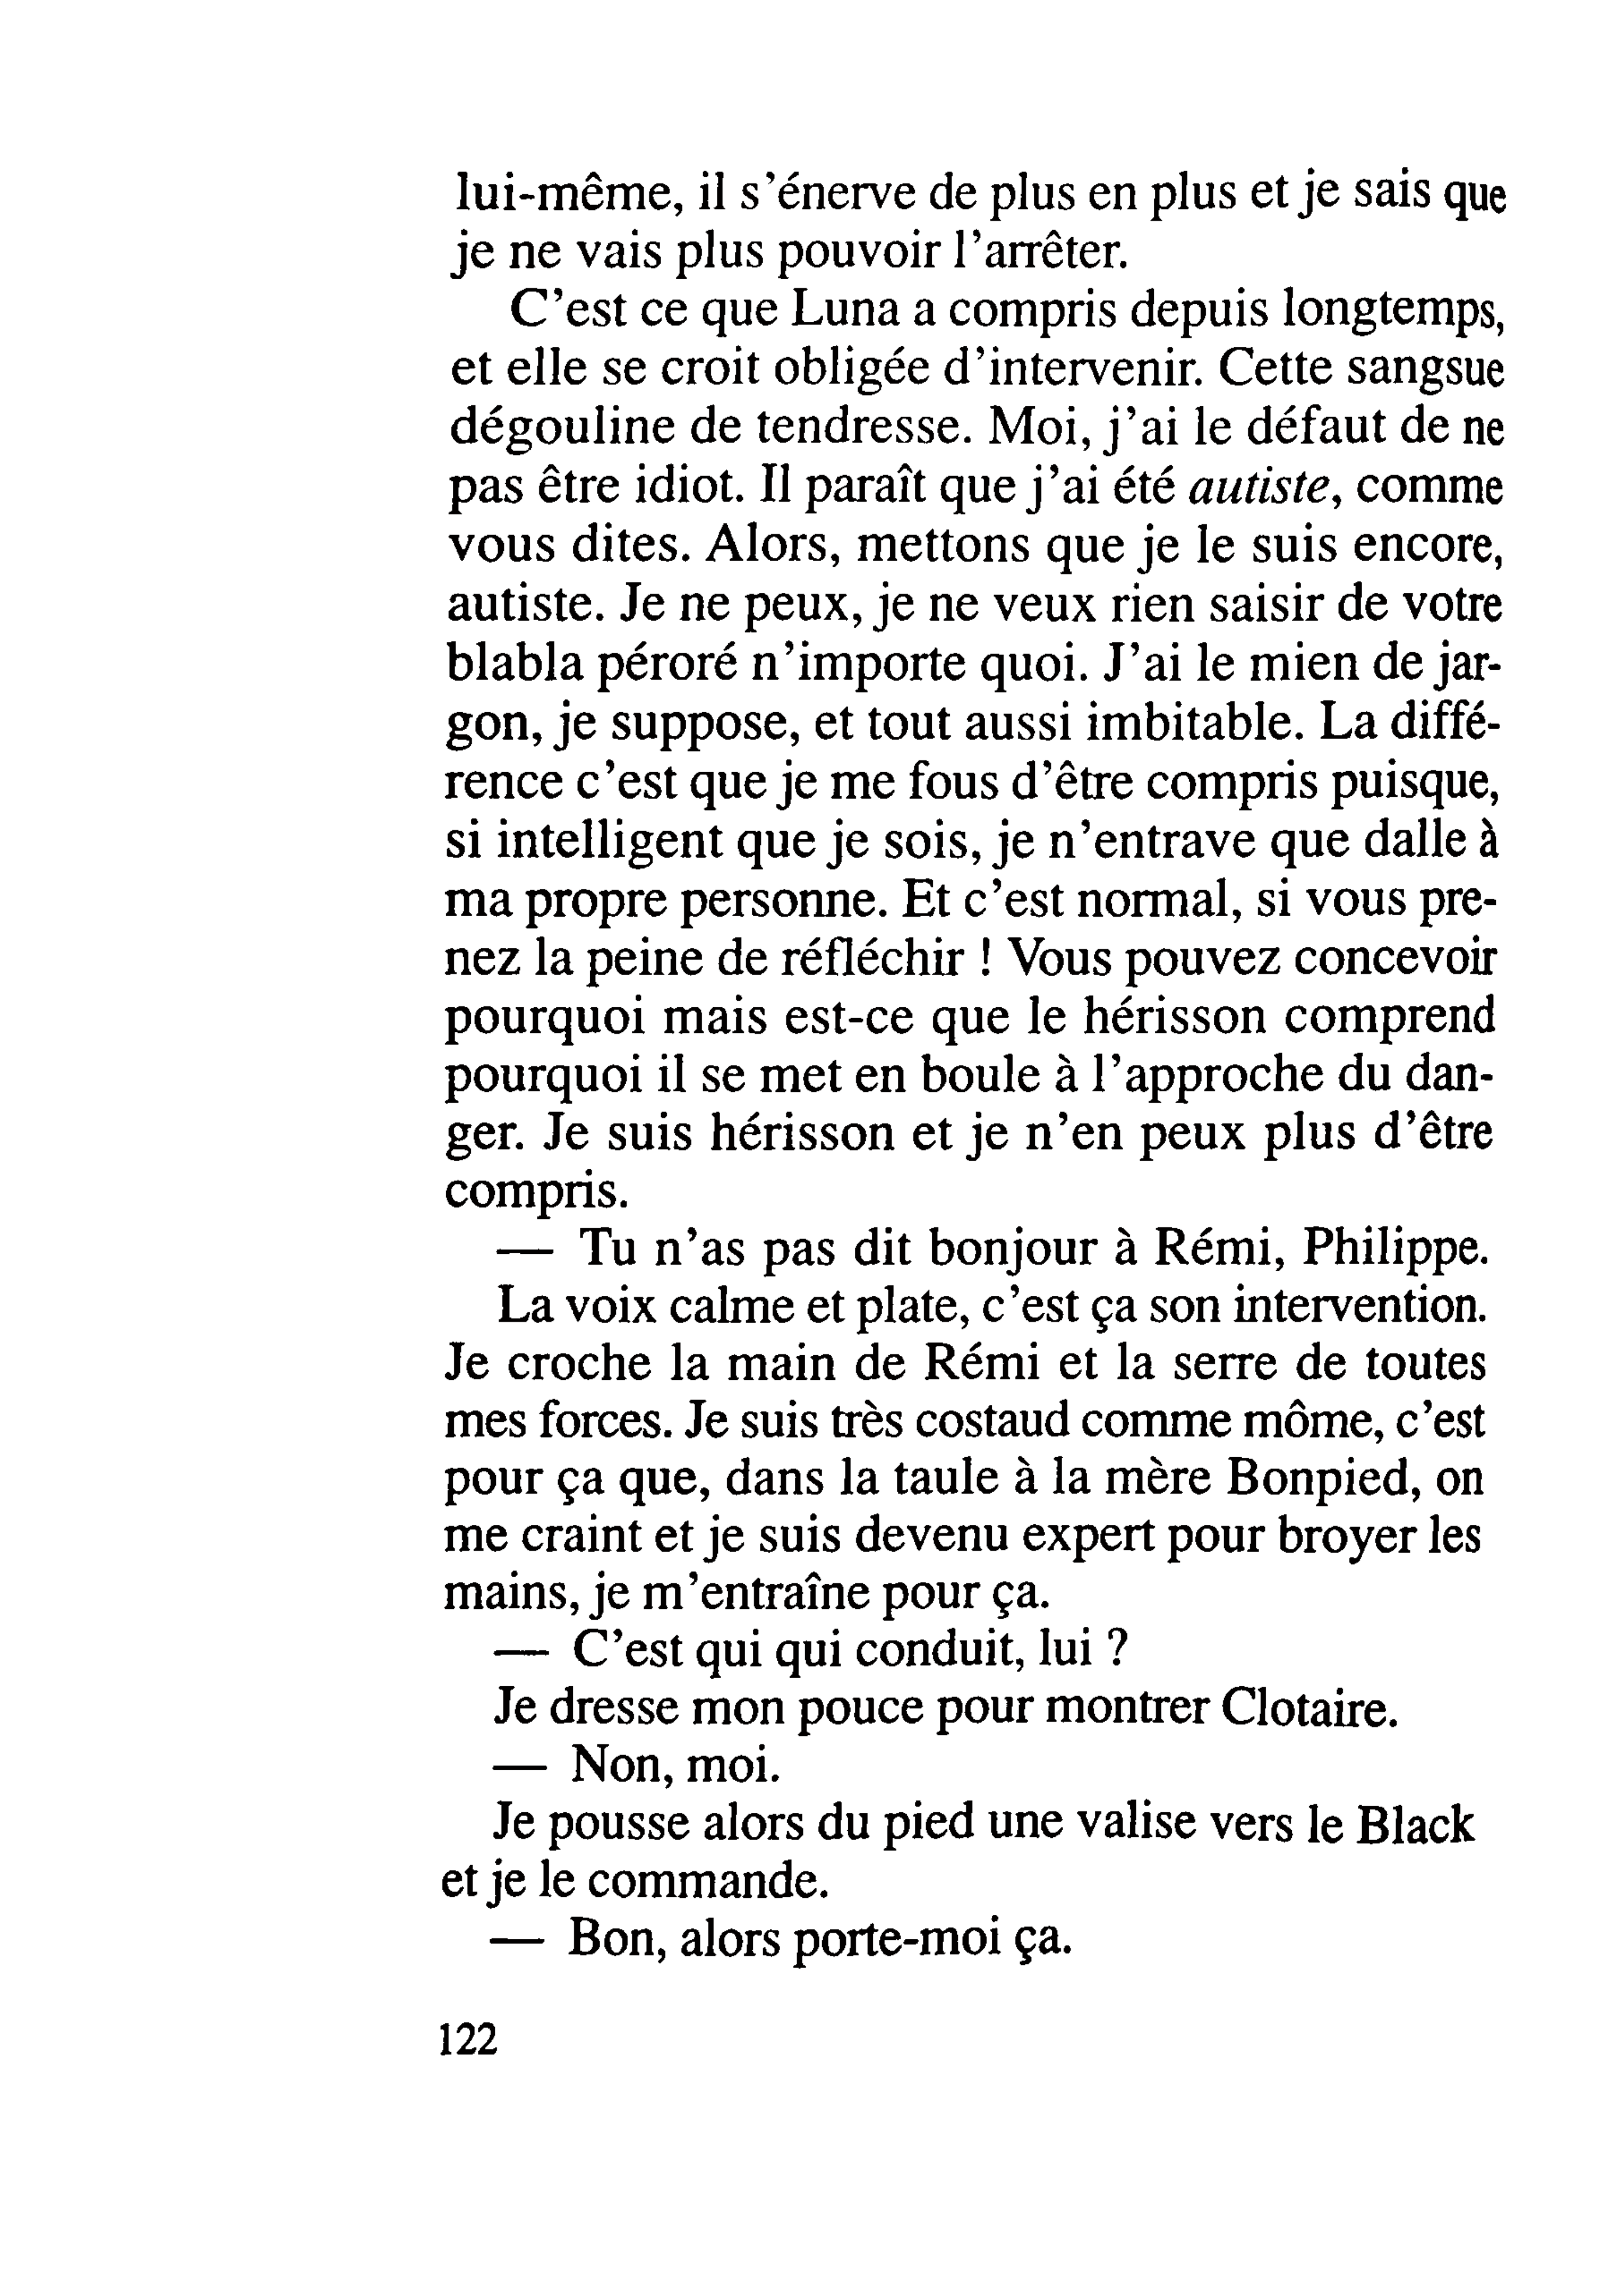 lui-même, il s'énerve de plus en plus et je sais que
je ne vais plus pouvoir l'arrêter.
C'est ce que Luna a compris depuis longtemps,
et elle se croit obligée d'intervenir. Cette sangsue
dégouline de tendresse. Moi, j'ai le défaut de ne
pas être idiot. Il paraît que j'ai été autiste, comme
vous dites. Alors, mettons que je le suis encore,
autiste. Je ne peux, je ne veux rien saisir de votre
blabla péroré n'importe quoi. J'ai le mien de jar-
gon, je suppose, et tout aussi imbitable. La diffé-
rence c'est que je me fous d'être compris puisque,
si intelligent que je sois, je n'entrave que dalle à
ma propre personne. Et c'est normal, si vous pre-
nez la peine de réfléchir ! Vous pouvez concevoir
pourquoi mais est-ce que le hérisson comprend
pourquoi il se met en boule à l'approche du dan-
ger. Je suis hérisson et je n'en peux plus d'être
compris.
— Tu n'as pas dit bonjour à Rémi, Philippe.
La voix calme et plate, c'est ça son intervention.
Je croche la main de Rémi et la serre de toutes
mes forces. Je suis très costaud comme môme, c'est
pour ça que, dans la taule à la mère Bonpied, on
me craint et je suis devenu expert pour broyer les
mains, je m'entraîne pour ça.
— C'est qui qui conduit, lui ?
Je dresse mon pouce pour montrer Clotaire.
— Non, moi.
Je pousse alors du pied une valise vers le Black
et je le commande.
— Bon, alors porte-moi ça.
122